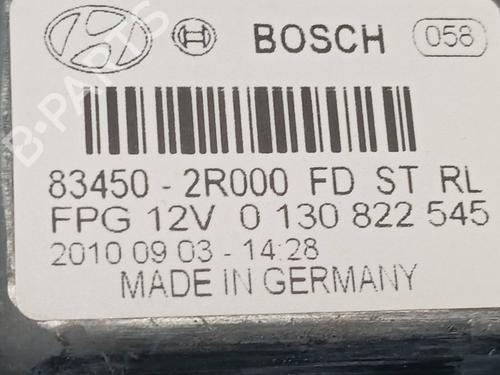 BOSCH 058
83450 - 2R000 FD ST RL
FPG 12V 0 130 822 545
2010 09 03 - 14:28
MADE IN GERMANY
B-PARTS